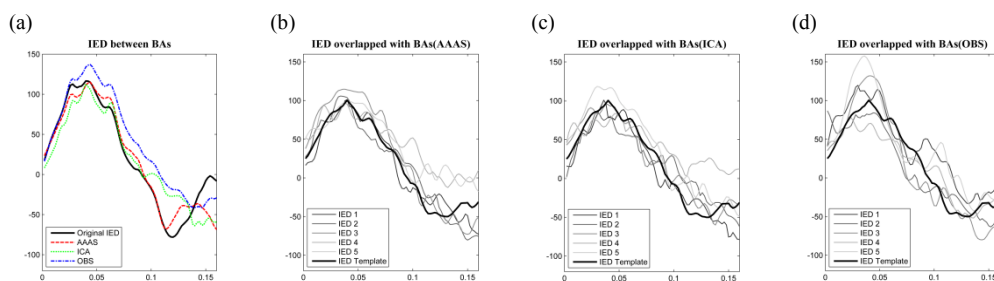 (a)
IED between BAs
150
100
50
0
-50
-100
0 0.05 0.1 0.15
Original IED
AAAS
ICA
OBS
(b)
IED overlapped with BAs(AAAS)
150
100
50
0
-50
-100
0 0.05 0.1 0.15
IED 1
IED 2
IED 3
IED 4
IED 5
IED Template
(c)
IED overlapped with BAs(ICA)
150
100
50
0
-50
-100
0 0.05 0.1 0.15
IED 1
IED 2
IED 3
IED 4
IED 5
IED Template
(d)
IED overlapped with BAs(OBS)
150
100
50
0
-50
-100
0 0.05 0.1 0.15
IED 1
IED 2
IED 3
IED 4
IED 5
IED Template